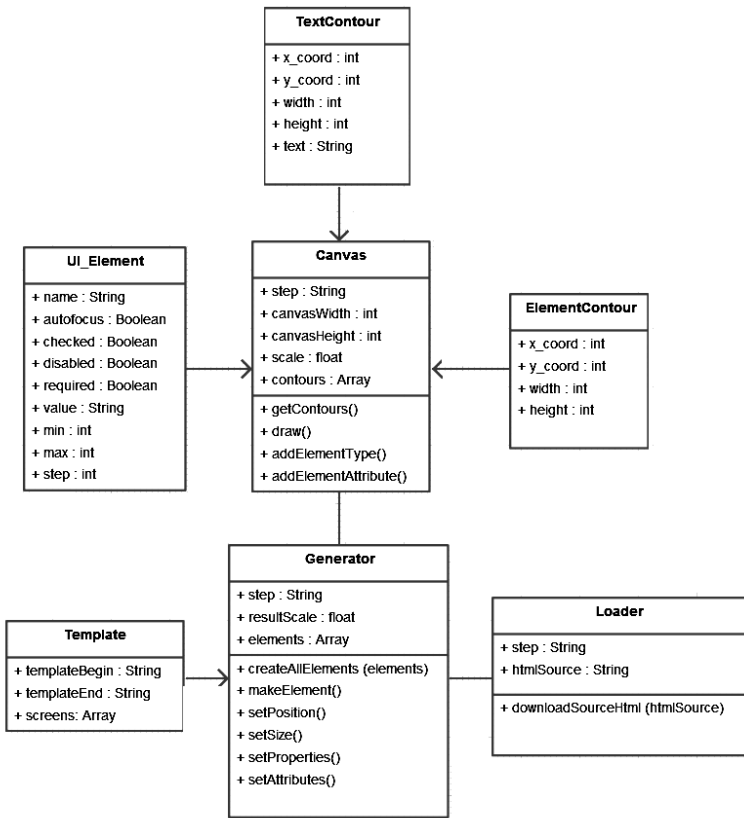 TextContour
+ x_coord : int
+ y_coord : int
+ width : int
+ height : int
+ text : String
UI_Element
+ name : String
+ autofocus : Boolean
+ checked : Boolean
+ disabled : Boolean
+ required : Boolean
+ value : String
+ min : int
+ max : int
+ step : int
Canvas
+ step : String
+ canvasWidth : int
+ canvasHeight : int
+ scale : float
+ contours : Array
+ getContours()
+ draw()
+ addElementType()
+ addElementAttribute()
ElementContour
+ x_coord : int
+ y_coord : int
+ width : int
+ height : int
Template
+ templateBegin : String
+ templateEnd : String
+ screens: Array
Generator
+ step : String
+ resultScale : float
+ elements : Array
+ createAllElements (elements)
+ makeElement()
+ setPosition()
+ setSize()
+ setProperties()
+ setAttributes()
Loader
+ step : String
+ htmlSource : String
+ downloadSourceHtml (htmlSource)